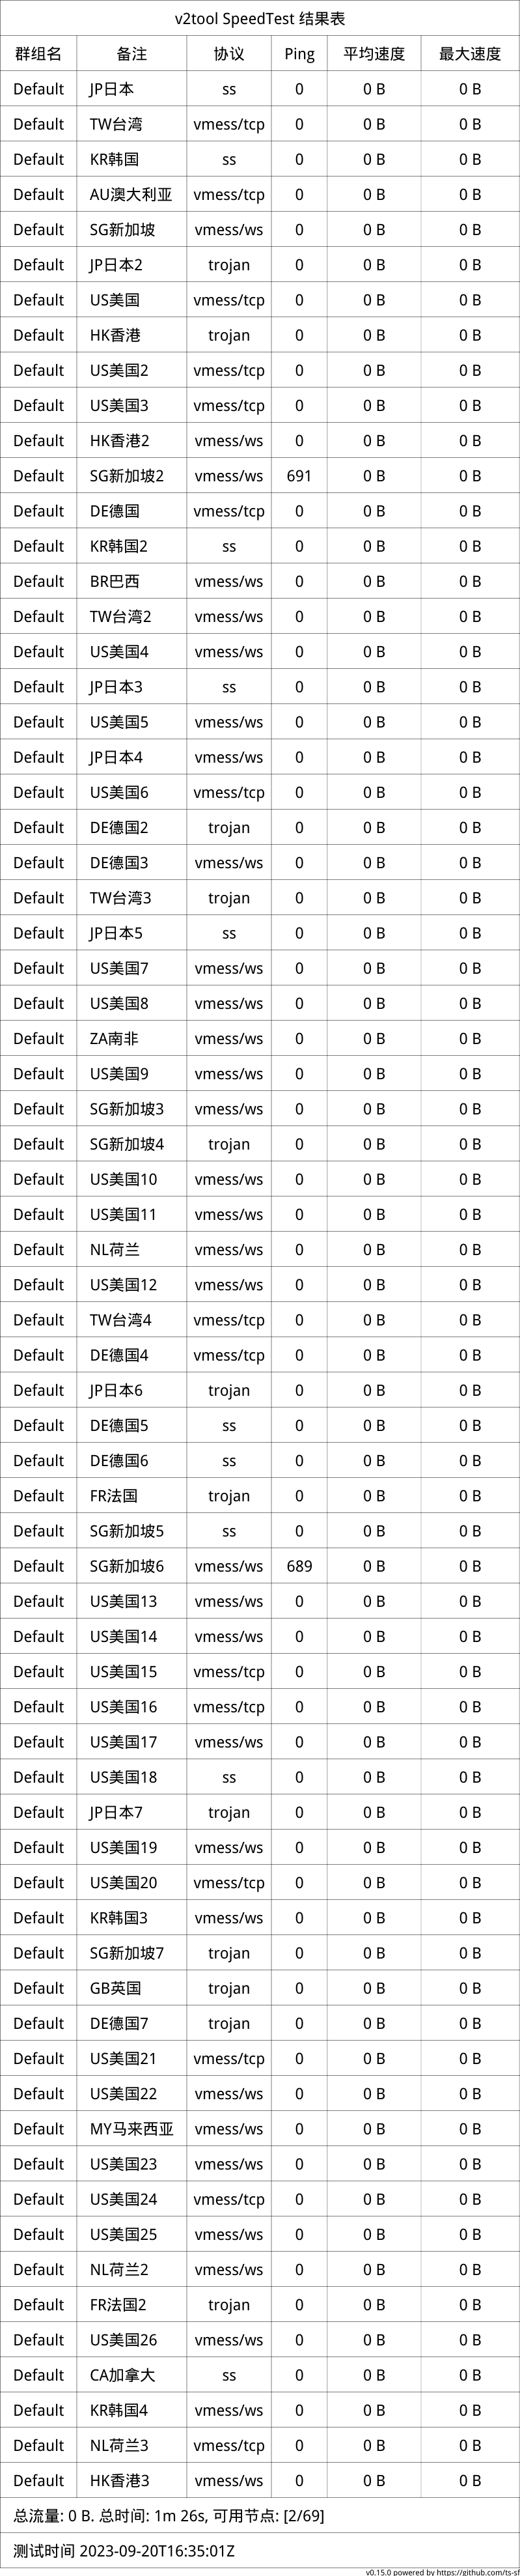 v2tool SpeedTest 结果表
群组名 备注 协议 Ping 平均速度 最大速度
Default JP日本 ss 0 0 B 0 B
Default TW台湾 vmess/tcp 0 0 B 0 B
Default KR韩国 ss 0 0 B 0 B
Default AU澳大利亚 vmess/tcp 0 0 B 0 B
Default SG新加坡 vmess/ws 0 0 B 0 B
Default JP日本2 trojan 0 0 B 0 B
Default US美国 vmess/tcp 0 0 B 0 B
Default HK香港 trojan 0 0 B 0 B
Default US美国2 vmess/tcp 0 0 B 0 B
Default US美国3 vmess/tcp 0 0 B 0 B
Default HK香港2 vmess/ws 0 0 B 0 B
Default SG新加坡2 vmess/ws 691 0 B 0 B
Default DE德国 vmess/tcp 0 0 B 0 B
Default KR韩国2 ss 0 0 B 0 B
Default BR巴西 vmess/ws 0 0 B 0 B
Default TW台湾2 vmess/ws 0 0 B 0 B
Default US美国4 vmess/ws 0 0 B 0 B
Default JP日本3 ss 0 0 B 0 B
Default US美国5 vmess/ws 0 0 B 0 B
Default JP日本4 vmess/ws 0 0 B 0 B
Default US美国6 vmess/tcp 0 0 B 0 B
Default DE德国2 trojan 0 0 B 0 B
Default DE德国3 vmess/ws 0 0 B 0 B
Default TW台湾3 trojan 0 0 B 0 B
Default JP日本5 ss 0 0 B 0 B
Default US美国7 vmess/ws 0 0 B 0 B
Default US美国8 vmess/ws 0 0 B 0 B
Default ZA南非 vmess/ws 0 0 B 0 B
Default US美国9 vmess/ws 0 0 B 0 B
Default SG新加坡3 vmess/ws 0 0 B 0 B
Default SG新加坡4 trojan 0 0 B 0 B
Default US美国10 vmess/ws 0 0 B 0 B
Default US美国11 vmess/ws 0 0 B 0 B
Default NL荷兰 vmess/ws 0 0 B 0 B
Default US美国12 vmess/ws 0 0 B 0 B
Default TW台湾4 vmess/tcp 0 0 B 0 B
Default DE德国4 vmess/tcp 0 0 B 0 B
Default JP日本6 trojan 0 0 B 0 B
Default DE德国5 ss 0 0 B 0 B
Default DE德国6 ss 0 0 B 0 B
Default FR法国 trojan 0 0 B 0 B
Default SG新加坡5 ss 0 0 B 0 B
Default SG新加坡6 vmess/ws 689 0 B 0 B
Default US美国13 vmess/ws 0 0 B 0 B
Default US美国14 vmess/ws 0 0 B 0 B
Default US美国15 vmess/tcp 0 0 B 0 B
Default US美国16 vmess/tcp 0 0 B 0 B
Default US美国17 vmess/ws 0 0 B 0 B
Default US美国18 ss 0 0 B 0 B
Default JP日本7 trojan 0 0 B 0 B
Default US美国19 vmess/ws 0 0 B 0 B
Default US美国20 vmess/tcp 0 0 B 0 B
Default KR韩国3 vmess/ws 0 0 B 0 B
Default SG新加坡7 trojan 0 0 B 0 B
Default GB英国 trojan 0 0 B 0 B
Default DE德国7 trojan 0 0 B 0 B
Default US美国21 vmess/tcp 0 0 B 0 B
Default US美国22 vmess/ws 0 0 B 0 B
Default MY马来西亚 vmess/ws 0 0 B 0 B
Default US美国23 vmess/ws 0 0 B 0 B
Default US美国24 vmess/tcp 0 0 B 0 B
Default US美国25 vmess/ws 0 0 B 0 B
Default NL荷兰2 vmess/ws 0 0 B 0 B
Default FR法国2 trojan 0 0 B 0 B
Default US美国26 vmess/ws 0 0 B 0 B
Default CA加拿大 ss 0 0 B 0 B
Default KR韩国4 vmess/ws 0 0 B 0 B
Default NL荷兰3 vmess/tcp 0 0 B 0 B
Default HK香港3 vmess/ws 0 0 B 0 B
总流量: 0 B. 总时间: 1m 26s, 可用节点: [2/69]
测试时间 2023-09-20T16:35:01Z
v0.15.0 powered by https://github.com/ts-sf